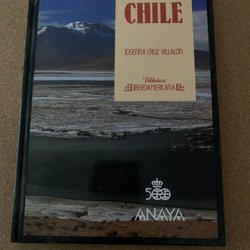 CHILE
JOSEFINA CRUZ VILLALÓN
Biblioteca
IBEROAMERICANA
500
ANAYA